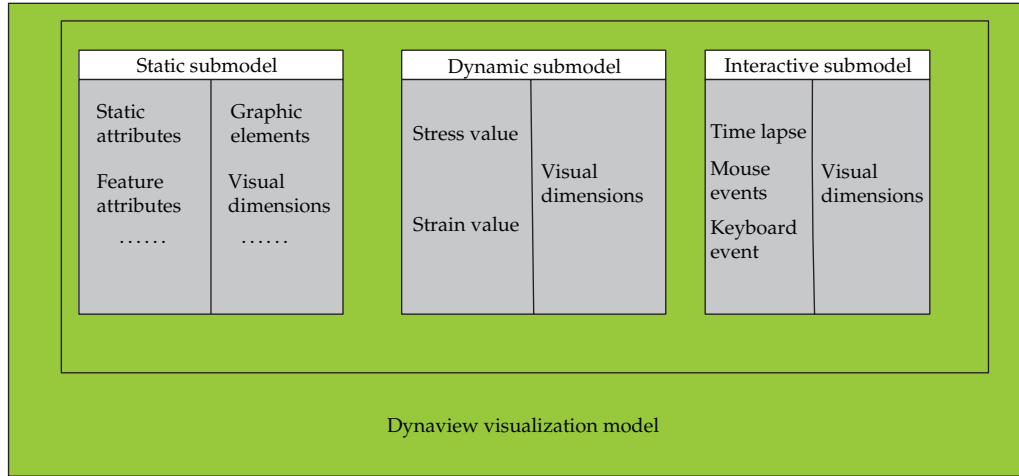 Static submodel
Static
attributes
Feature
attributes
......
Graphic
elements
Visual
dimensions
......
Dynamic submodel
Stress value
Strain value
Visual
dimensions
Interactive submodel
Time lapse
Mouse
events
Keyboard
event
Visual
dimensions
Dynaview visualization model